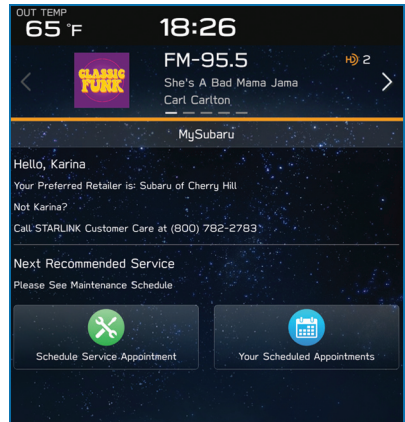 OUT TEMP
65 °F
18:26
FM-95.5
HD 2
CLASSIC
FUNK
She's A Bad Mama Jama
Carl Carlton
MySubaru
Hello, Karina
Your Preferred Retailer is: Subaru of Cherry Hill
Not Karina?
Call STARLINK Customer Care at (800) 782-2783
Next Recommended Service
Please See Maintenance Schedule
Schedule Service Appointment
Your Scheduled Appointments